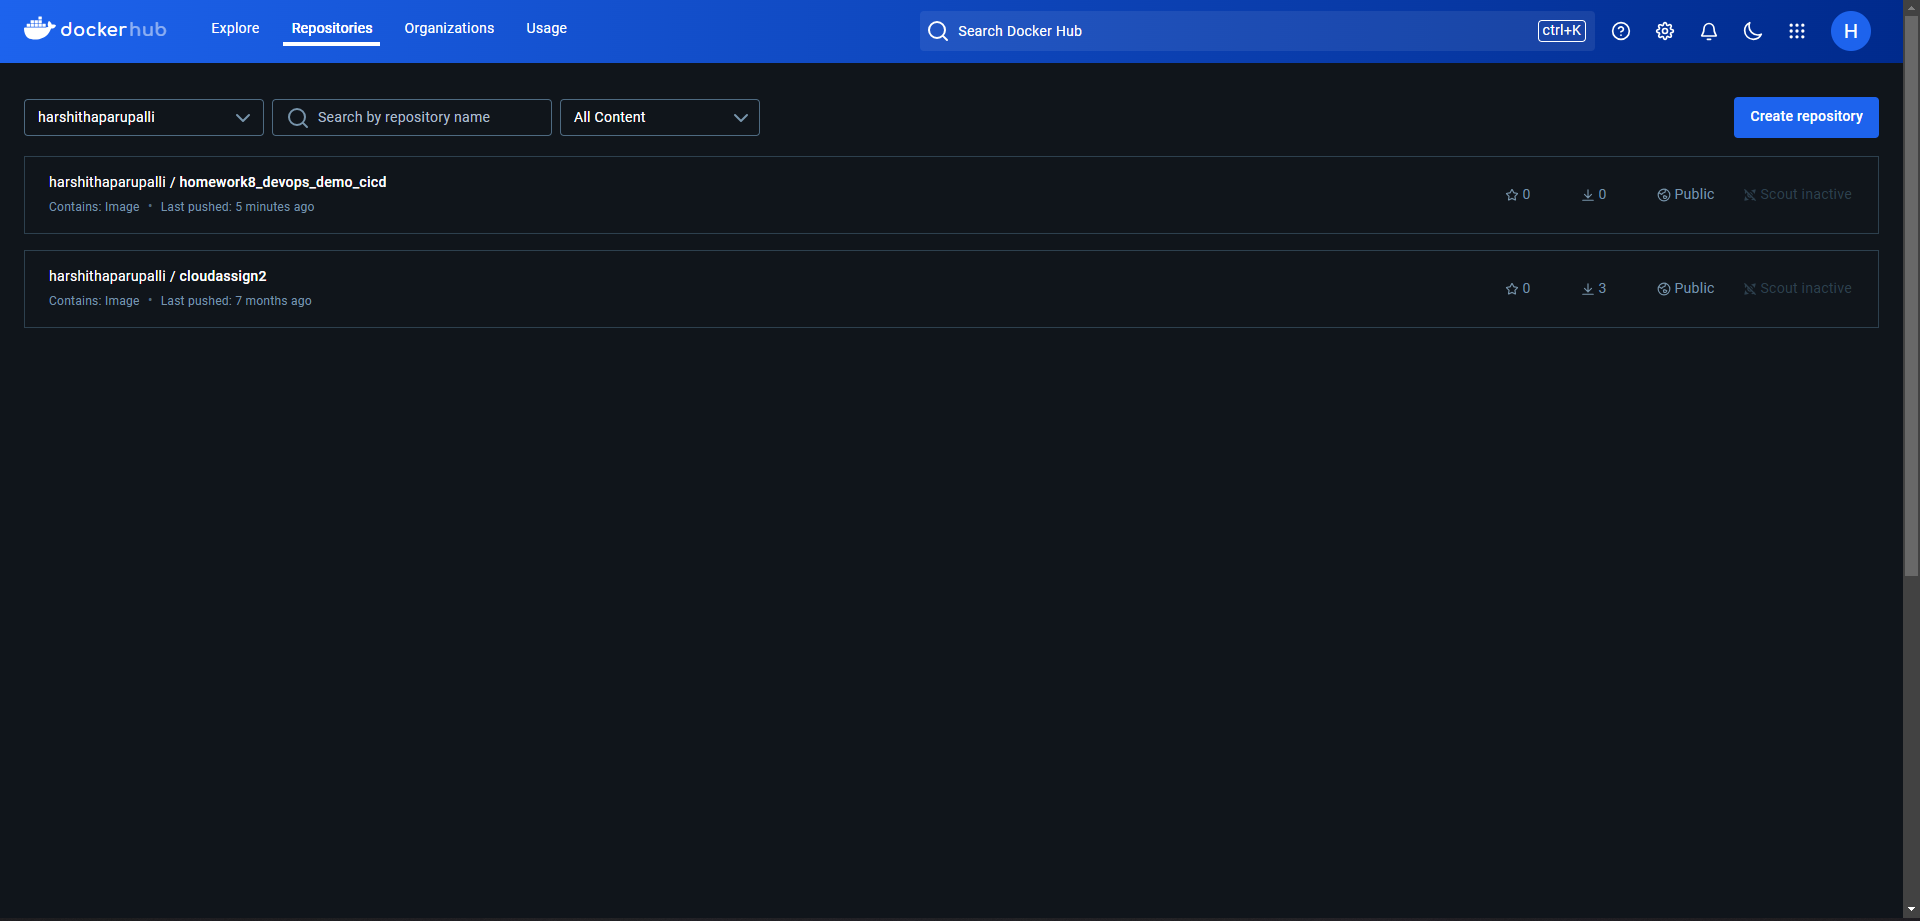 dockerhub Explore Repositories Organizations Usage Search Docker Hub ctrl+K H
harshithaparupalli Search by repository name All Content Create repository
harshithaparupalli / homework8_devops_demo_cicd
Contains: Image • Last pushed: 5 minutes ago
0 0 Public Scout inactive
harshithaparupalli / cloudassign2
Contains: Image • Last pushed: 7 months ago
0 3 Public Scout inactive